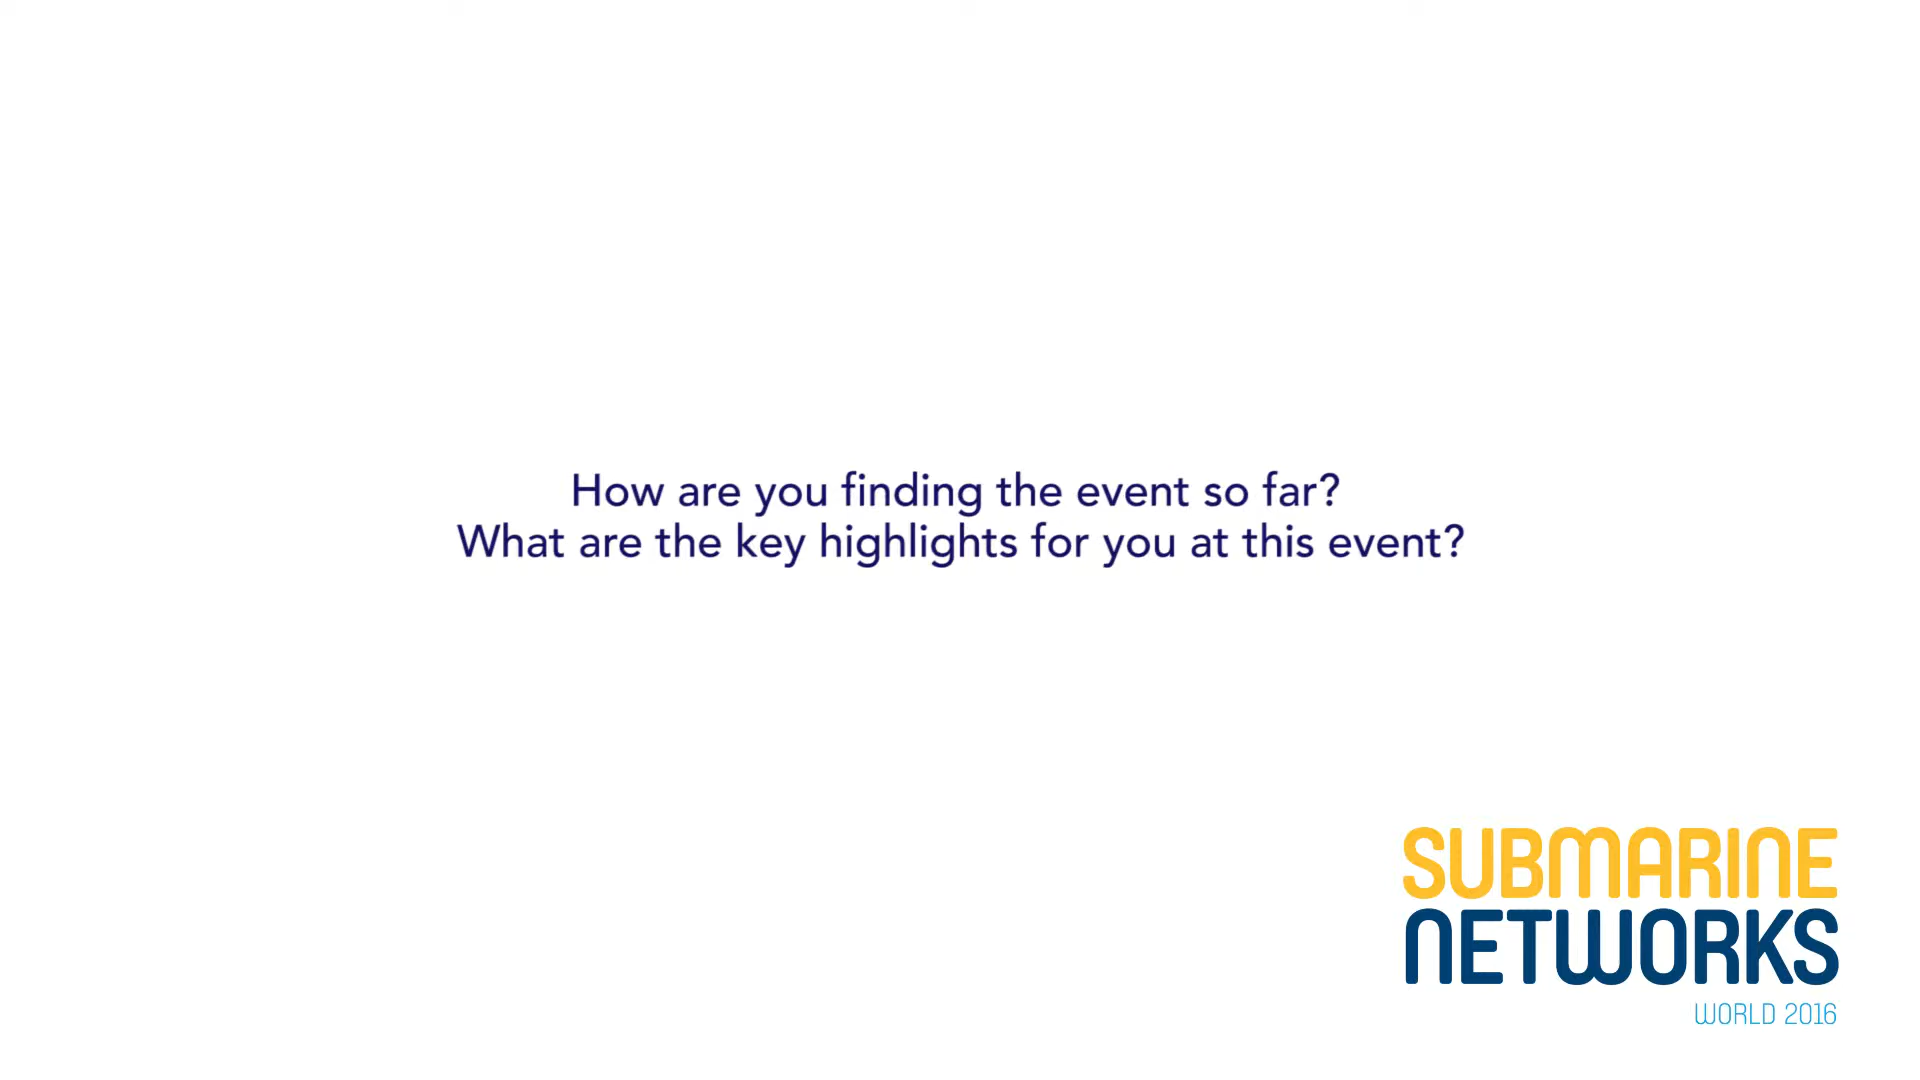 How are you finding the event so far?
What are the key highlights for you at this event?
SUBMARINE
NETWORKS
WORLD 2016